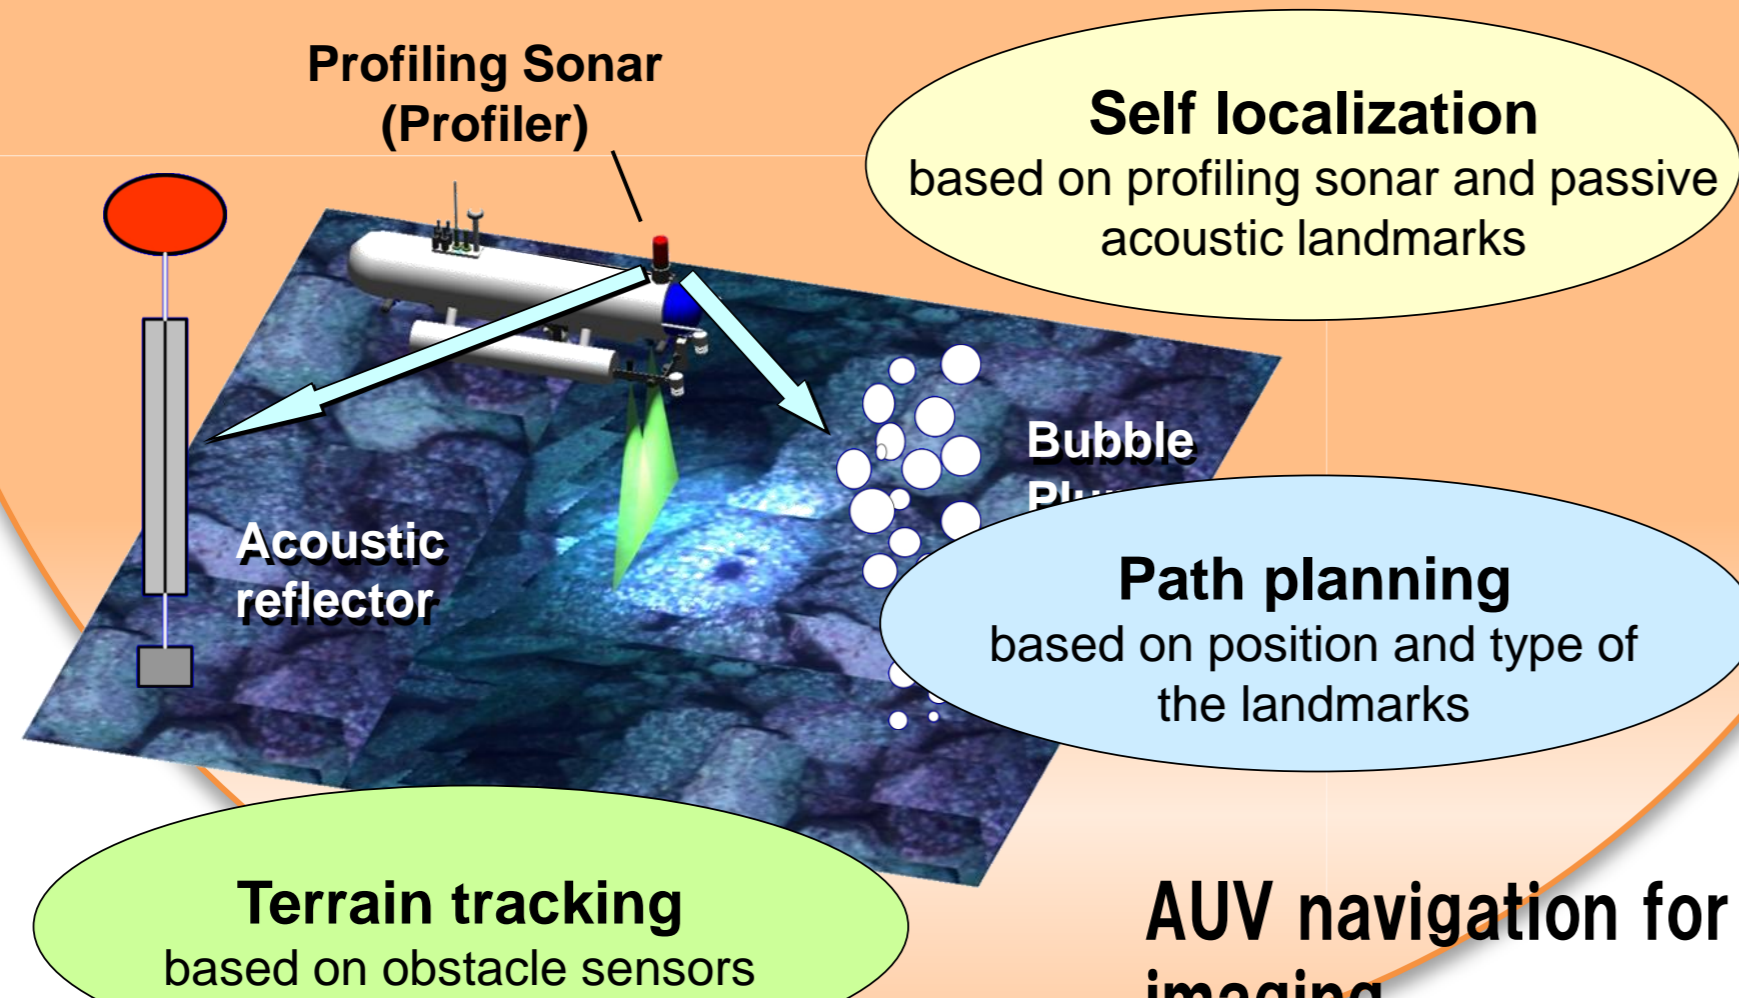 Profiling Sonar
(Profiler)
Self localization
based on profiling sonar and passive
acoustic landmarks
Bubble
Acoustic
reflector
Path planning
based on position and type of
the landmarks
Terrain tracking
based on obstacle sensors
AUV navigation for
imaging